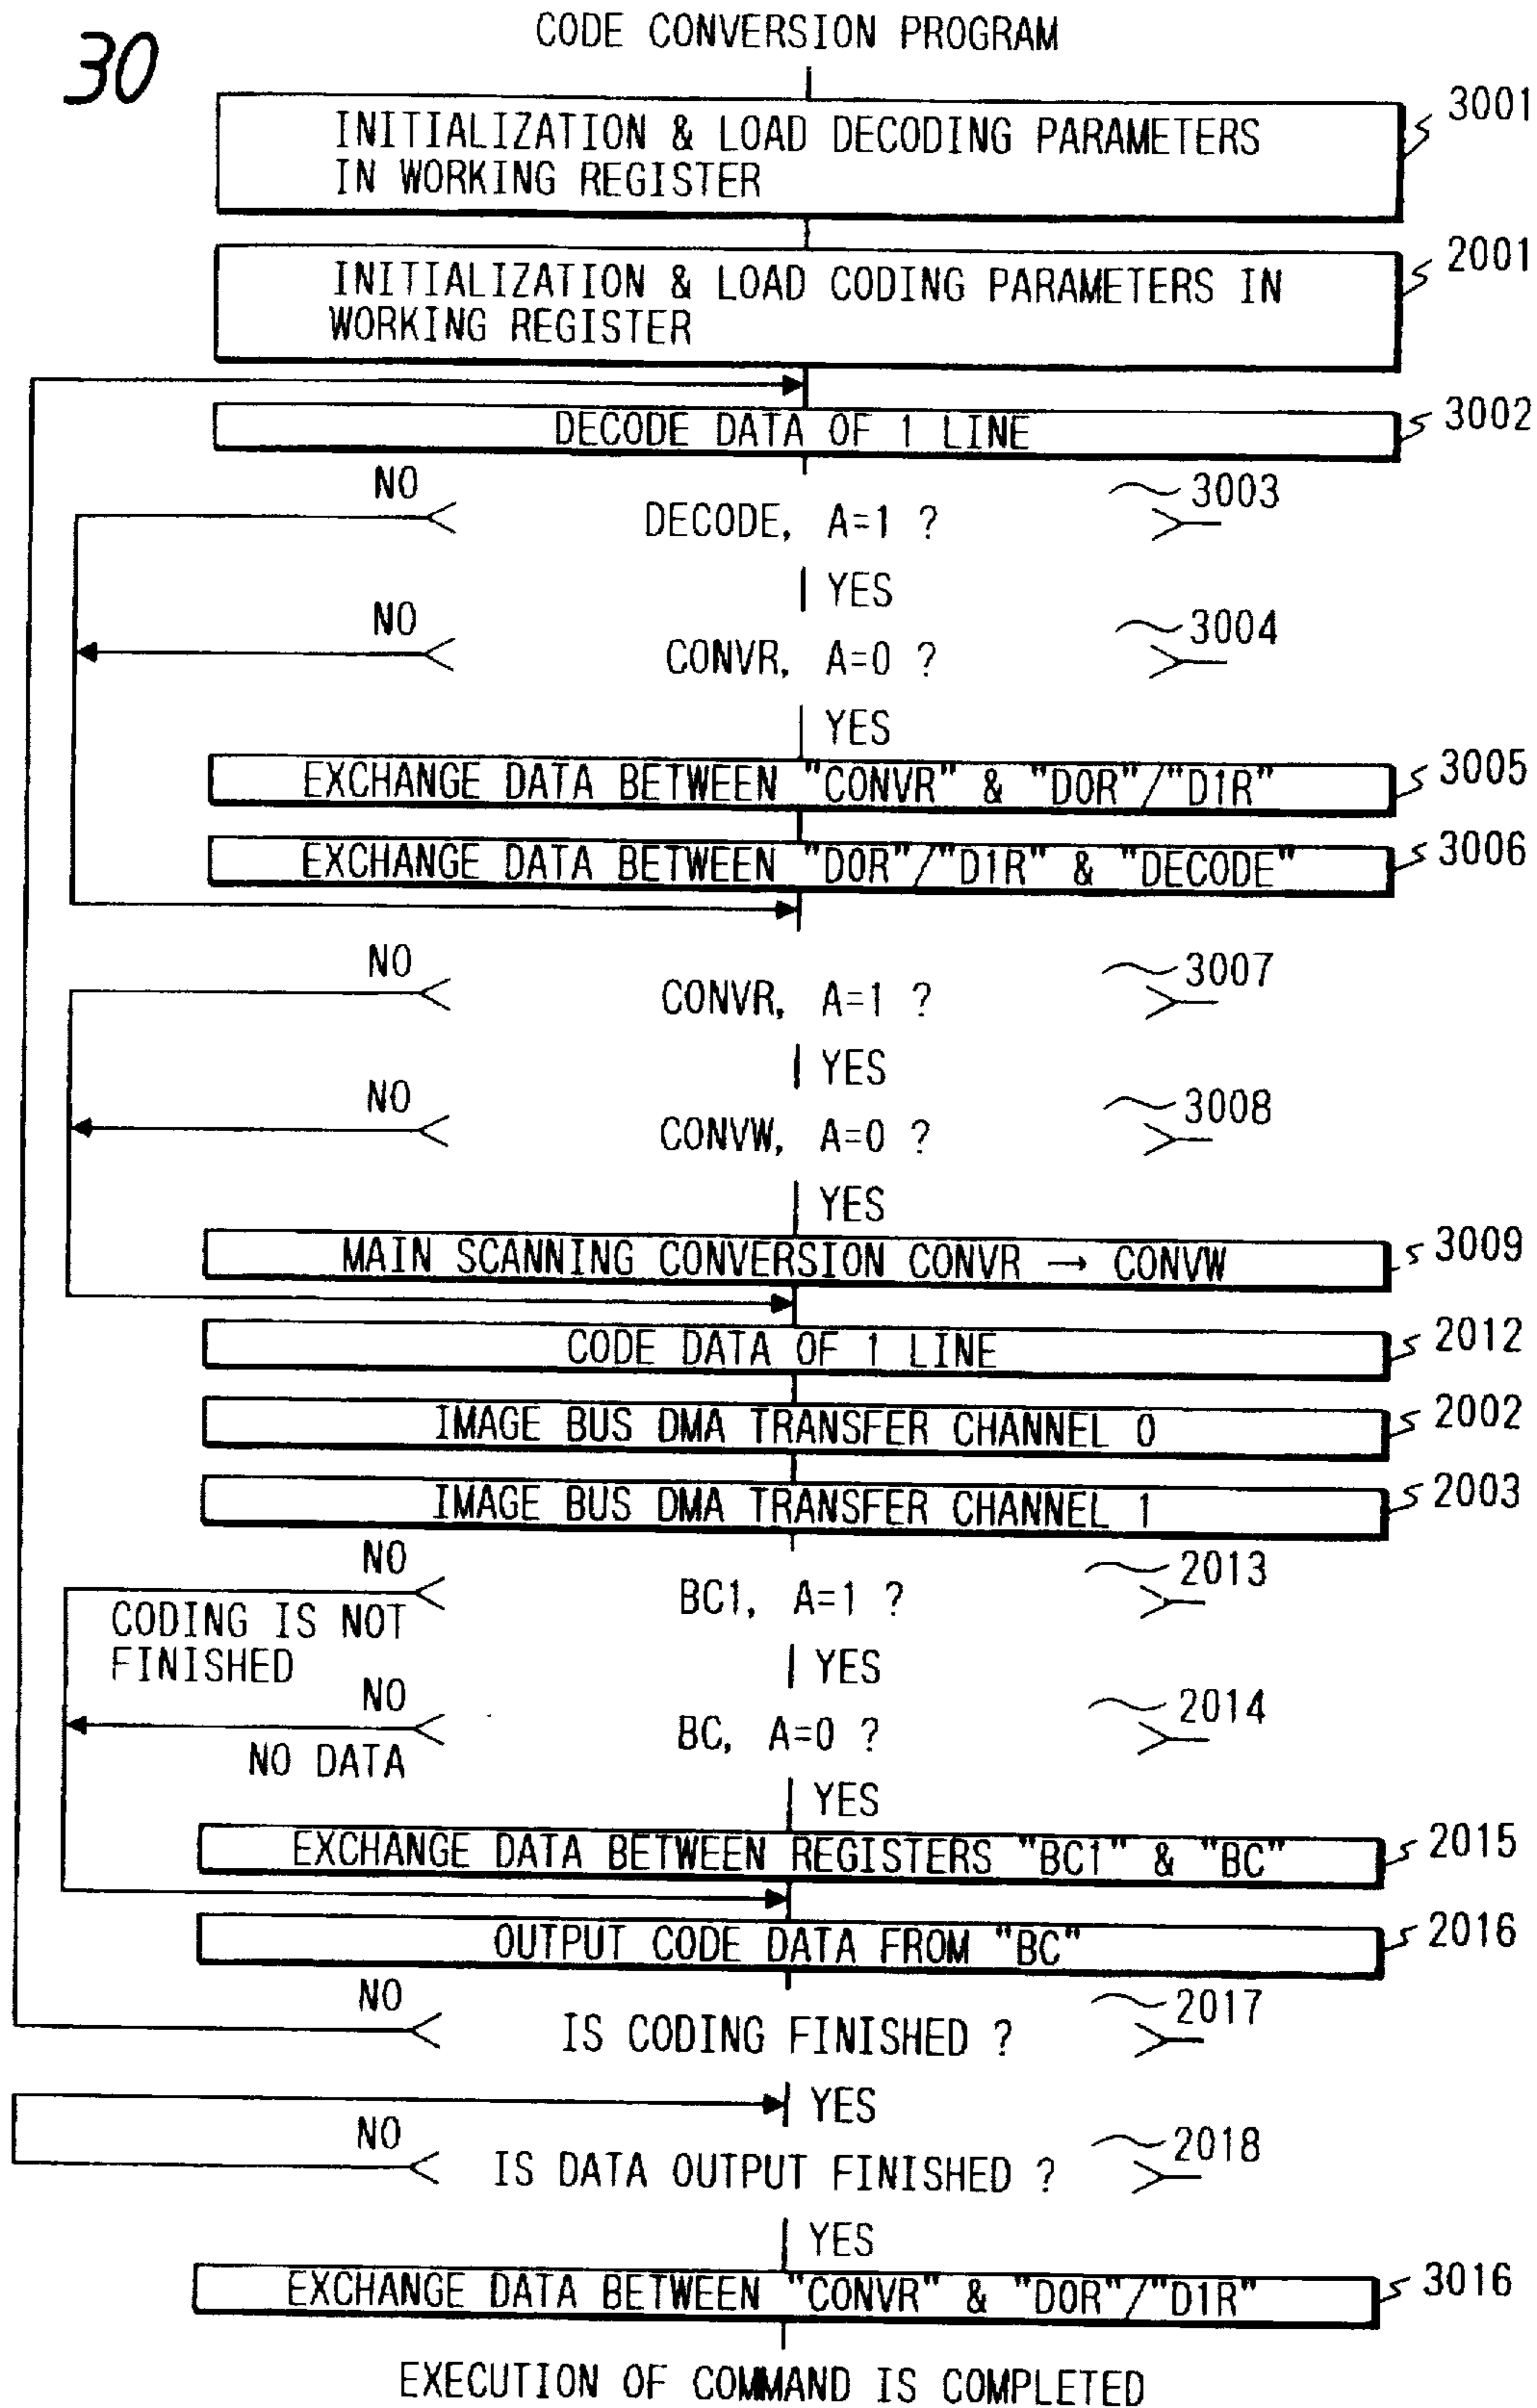 CODE CONVERSION PROGRAM
30
INITIALIZATION & LOAD DECODING PARAMETERS
IN WORKING REGISTER
3001
INITIALIZATION & LOAD CODING PARAMETERS IN
WORKING REGISTER
2001
DECODE DATA OF 1 LINE
3002
NO
DECODE, A=1 ?
3003
YES
NO
CONVR, A=0 ?
3004
YES
EXCHANGE DATA BETWEEN "CONVR" & "D0R"/"D1R"
3005
EXCHANGE DATA BETWEEN "D0R"/"D1R" & "DECODE"
3006
NO
CONVR, A=1 ?
3007
YES
NO
CONVW, A=0 ?
3008
YES
MAIN SCANNING CONVERSION CONVR → CONVW
3009
CODE DATA OF 1 LINE
2012
IMAGE BUS DMA TRANSFER CHANNEL 0
2002
IMAGE BUS DMA TRANSFER CHANNEL 1
2003
NO
BC1, A=1 ?
2013
CODING IS NOT
FINISHED
YES
NO
BC, A=0 ?
2014
NO DATA
YES
EXCHANGE DATA BETWEEN REGISTERS "BC1" & "BC"
2015
OUTPUT CODE DATA FROM "BC"
2016
NO
IS CODING FINISHED ?
2017
YES
NO
IS DATA OUTPUT FINISHED ?
2018
YES
EXCHANGE DATA BETWEEN "CONVR" & "D0R"/"D1R"
3016
EXECUTION OF COMMAND IS COMPLETED